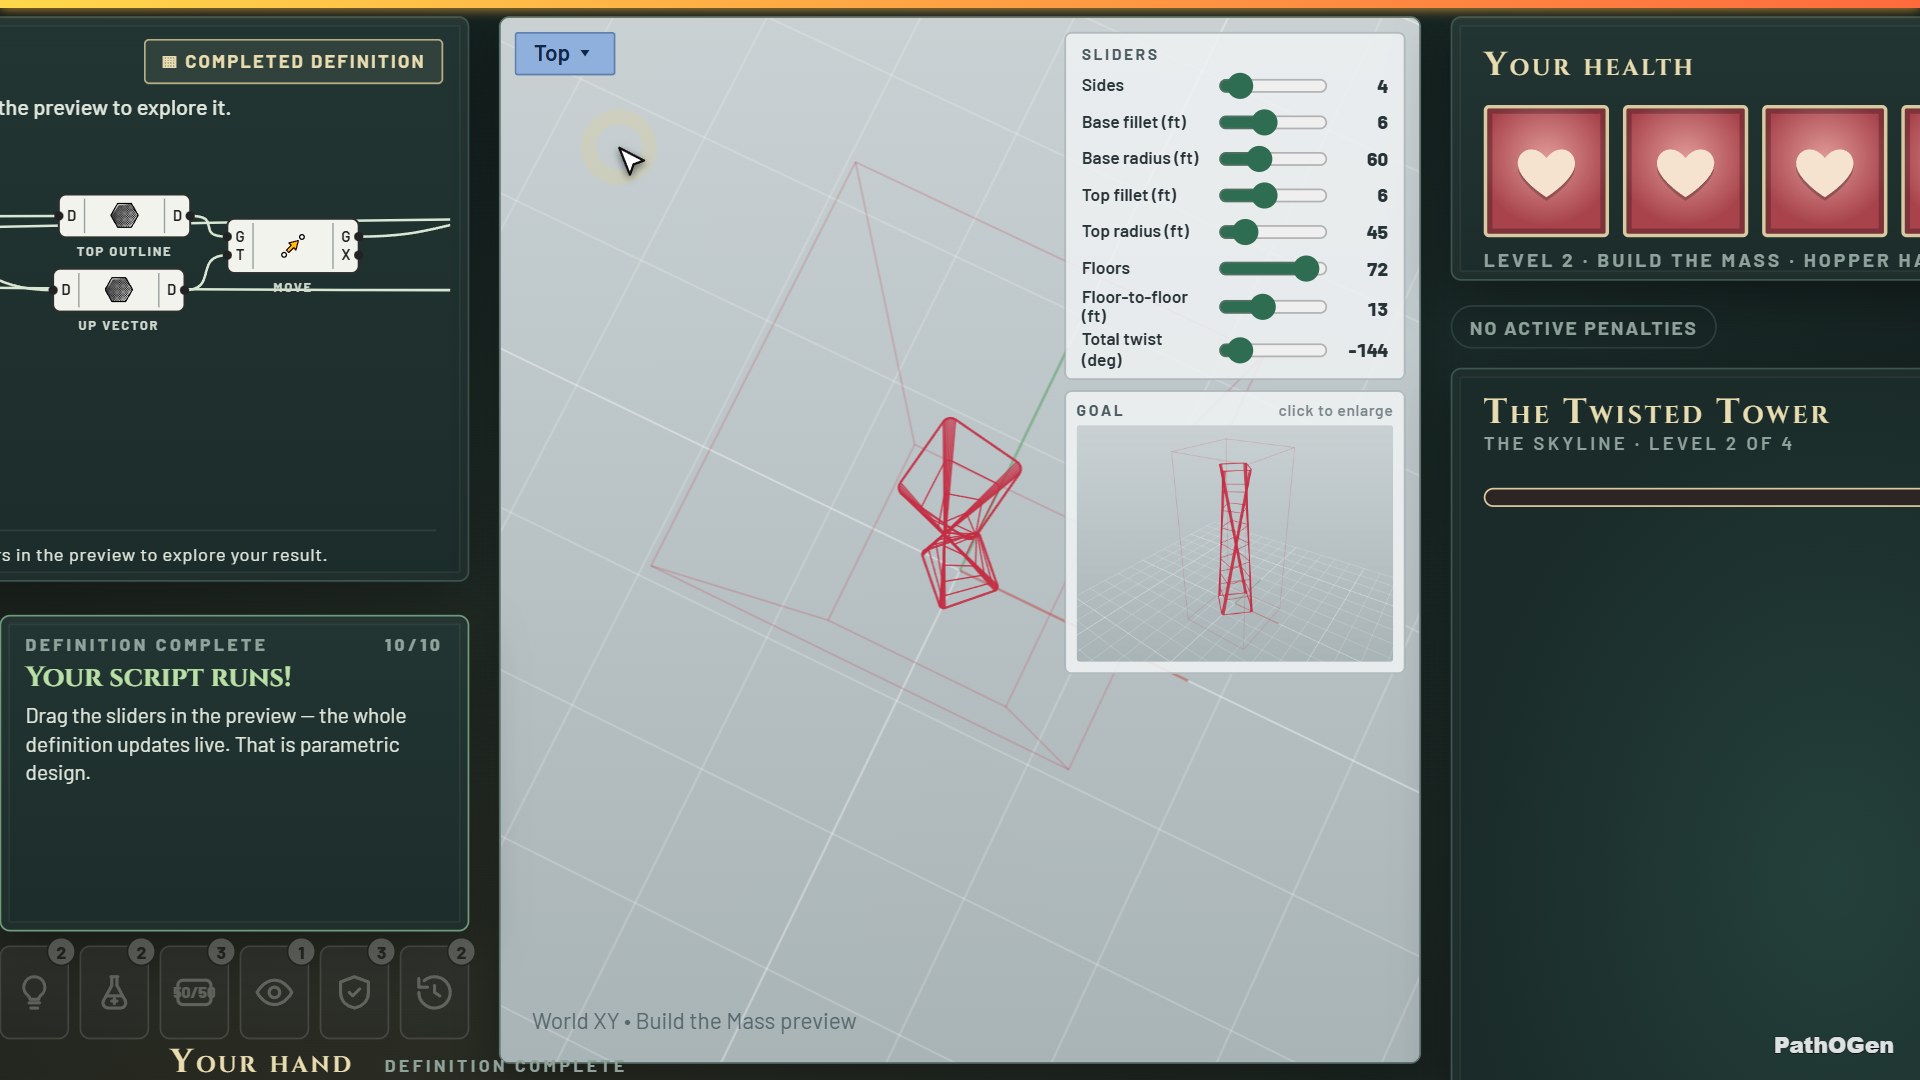 COMPLETED DEFINITION
the preview to explore it.
D D
TOP OUTLINE
G G
T X
MOVE
D D
UP VECTOR
s in the preview to explore your result.
DEFINITION COMPLETE 10/10
YOUR SCRIPT RUNS!
Drag the sliders in the preview — the whole
definition updates live. That is parametric
design.
2 2 3 1 3 2
50/50
YOUR HAND DEFINITION COMPLETE
Top
SLIDERS
Sides 4
Base fillet (ft) 6
Base radius (ft) 60
Top fillet (ft) 6
Top radius (ft) 45
Floors 72
Floor-to-floor
(ft) 13
Total twist
(deg) -144
GOAL click to enlarge
World XY • Build the Mass preview
YOUR HEALTH
LEVEL 2 · BUILD THE MASS · HOPPER HA
NO ACTIVE PENALTIES
THE TWISTED TOWER
THE SKYLINE · LEVEL 2 OF 4
PathOGen